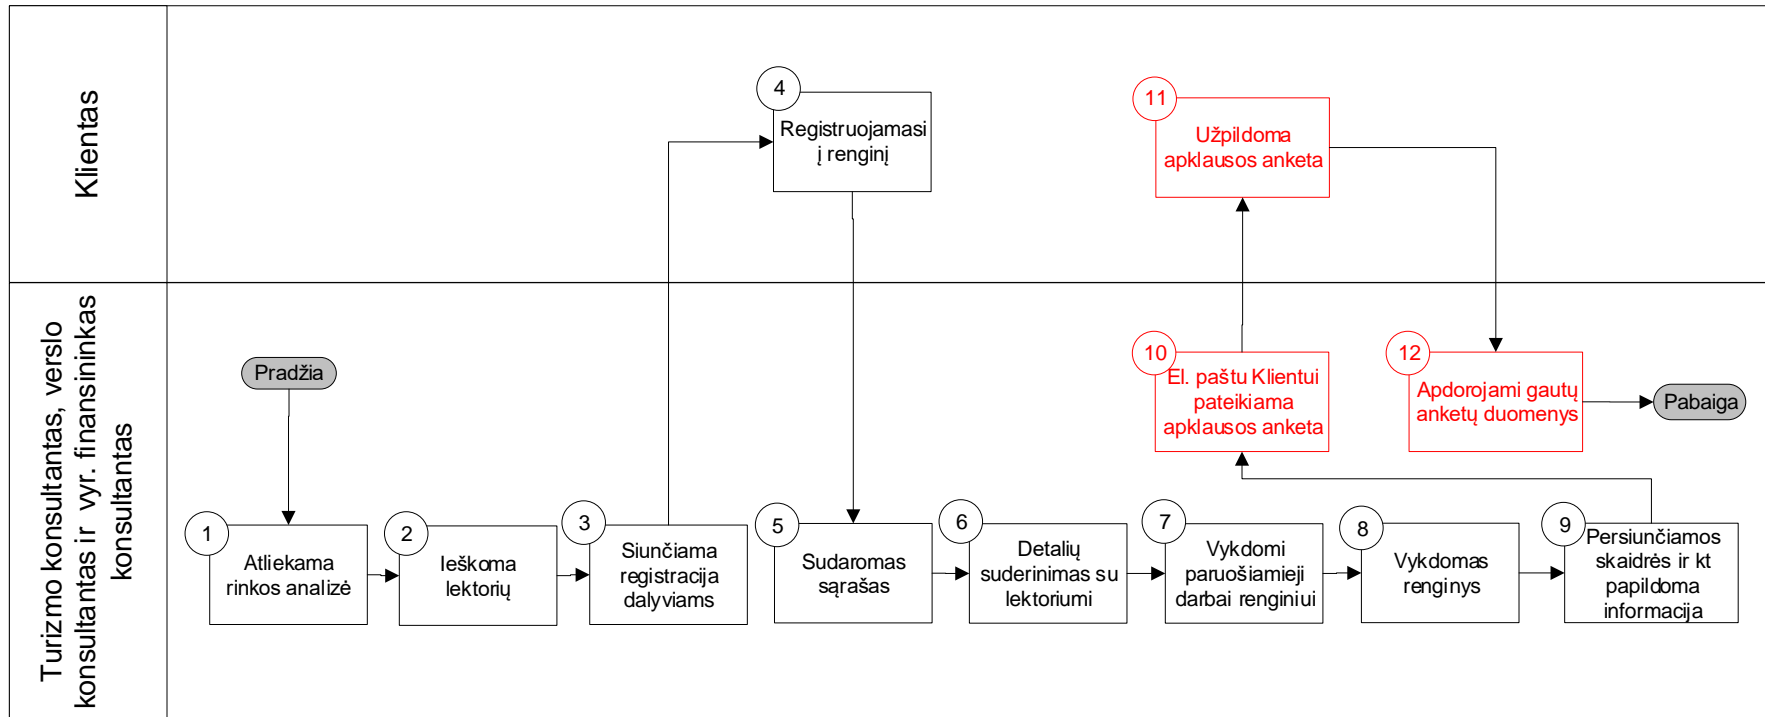 Klientas
4
Registruojamasi
į renginį
11
Užpildoma
apklausos anketa
Turizmo konsultantas, verslo
konsultantas ir vyr. finansininkas
konsultantas
Pradžia
10
El. paštu Klientui
pateikiama
apklausos anketa
12
Apdorojami gautų
anketų duomenys
Pabaiga
1
Atliekama
rinkos analizė
2
Ieškoma
lektorių
3
Siunčiama
registracija
dalyviams
5
Sudaromas
sąrašas
6
Detalių
suderinimas su
lektoriumi
7
Vykdomi
paruošiamieji
darbai renginiui
8
Vykdomas
renginys
9
Persiunčiamos
skaidrės ir kt
papildoma
informacija